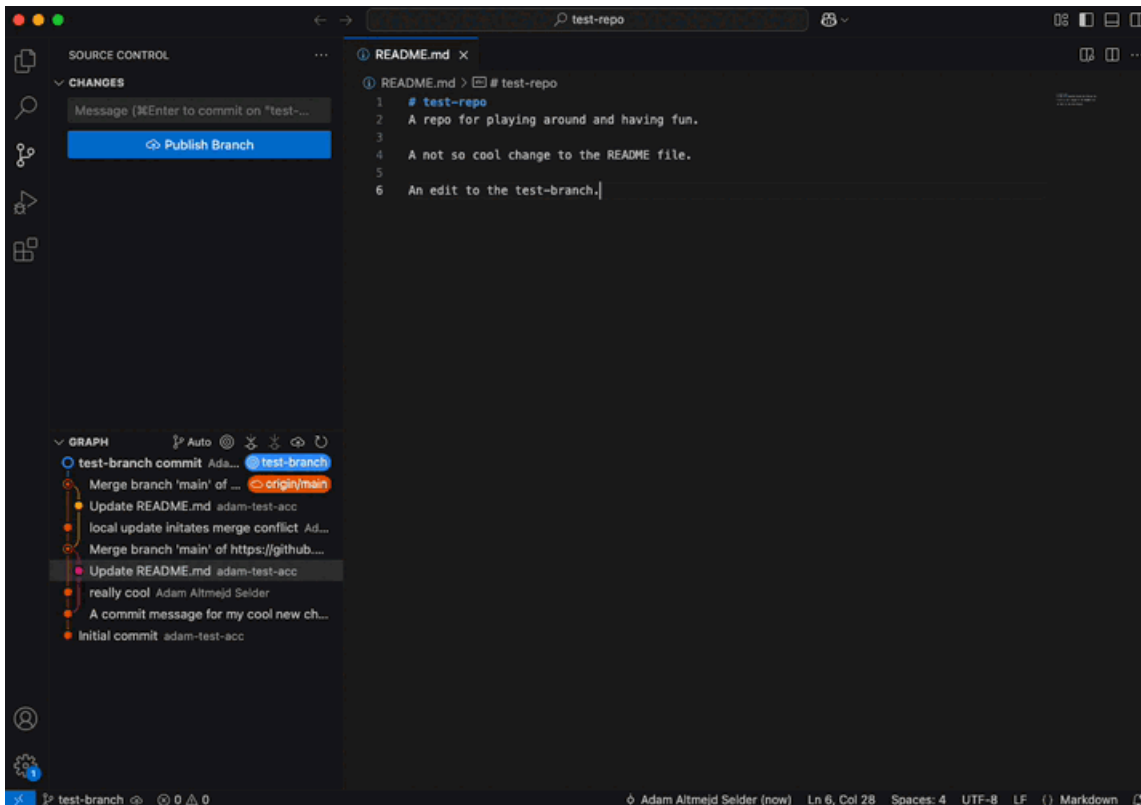 test-repo
SOURCE CONTROL
CHANGES
Message (⌘Enter to commit on "test-...
Publish Branch
README.md
README.md > # test-repo
1 # test-repo
2 A repo for playing around and having fun.
3
4 A not so cool change to the README file.
5
6 An edit to the test-branch.
GRAPH Auto
test-branch commit Ada... test-branch
Merge branch 'main' of ... origin/main
Update README.md adam-test-acc
local update initates merge conflict Ad...
Merge branch 'main' of https://github....
Update README.md adam-test-acc
really cool Adam Altmejd Selder
A commit message for my cool new ch...
Initial commit adam-test-acc
1
test-branch 0 0 Adam Altmejd Selder (now) Ln 6, Col 28 Spaces: 4 UTF-8 LF Markdown